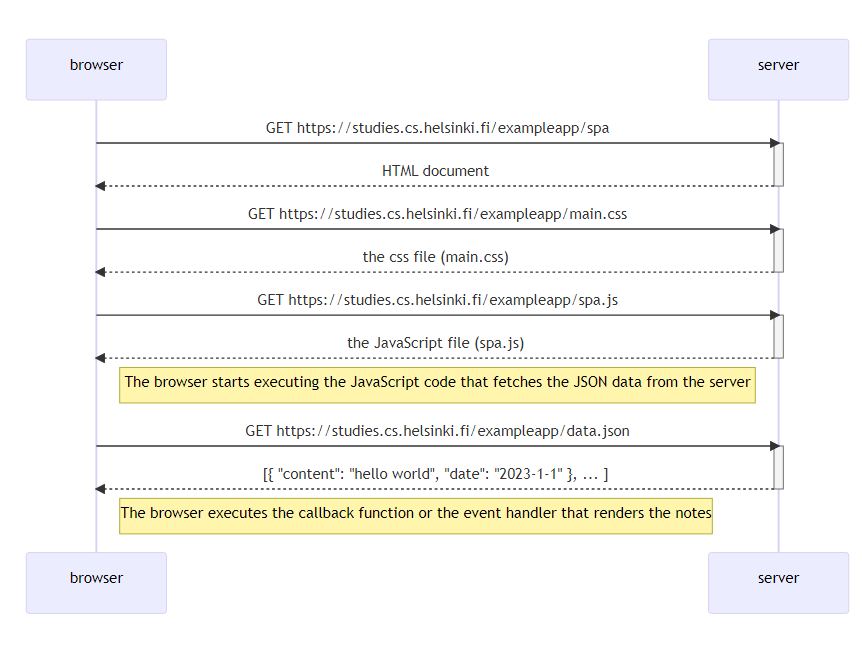 browser server
GET https://studies.cs.helsinki.fi/exampleapp/spa
HTML document
GET https://studies.cs.helsinki.fi/exampleapp/main.css
the css file (main.css)
GET https://studies.cs.helsinki.fi/exampleapp/spa.js
the JavaScript file (spa.js)
The browser starts executing the JavaScript code that fetches the JSON data from the server
GET https://studies.cs.helsinki.fi/exampleapp/data.json
[{ "content": "hello world", "date": "2023-1-1" }, ... ]
The browser executes the callback function or the event handler that renders the notes
browser server